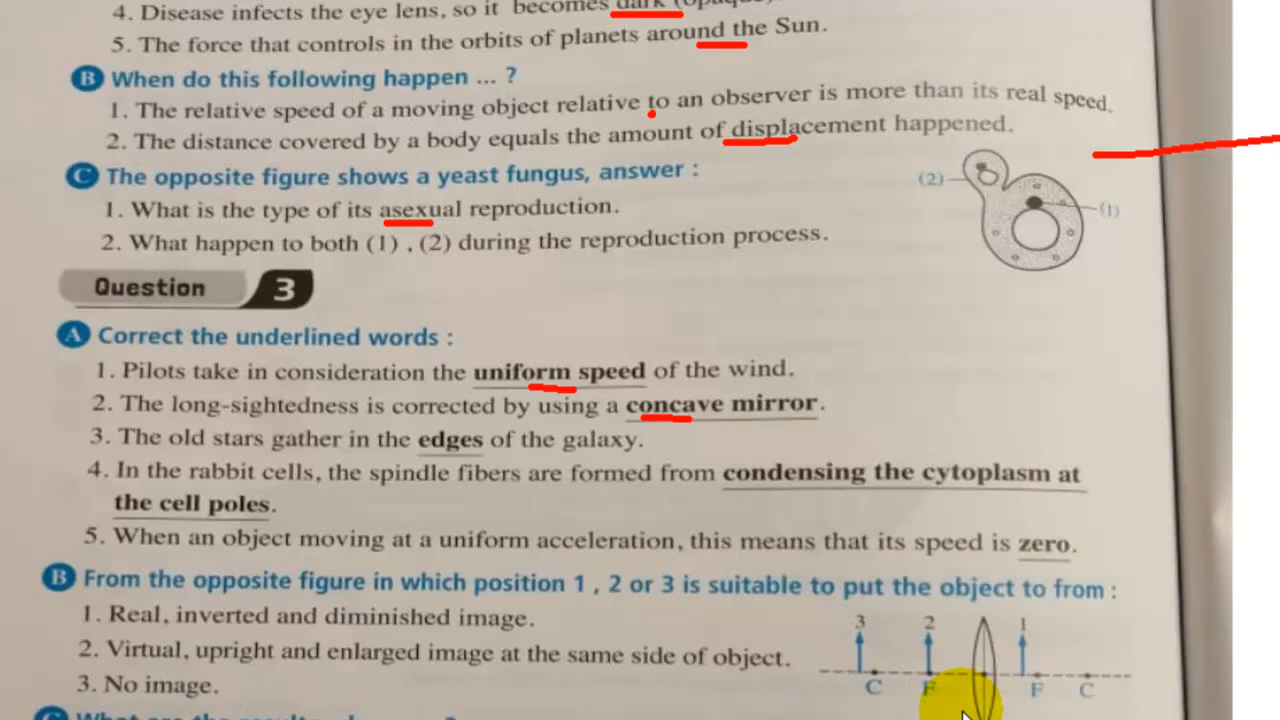 4. Disease infects the eye lens, so it becomes dark (opaque
5. The force that controls in the orbits of planets around the Sun.
B When do this following happen ... ?
1. The relative speed of a moving object relative to an observer is more than its real speed.
2. The distance covered by a body equals the amount of displacement happened.
C The opposite figure shows a yeast fungus, answer :
1. What is the type of its asexual reproduction.
2. What happen to both (1) , (2) during the reproduction process.
(2)
(1)
Question 3
A Correct the underlined words :
1. Pilots take in consideration the uniform speed of the wind.
2. The long-sightedness is corrected by using a concave mirror.
3. The old stars gather in the edges of the galaxy.
4. In the rabbit cells, the spindle fibers are formed from condensing the cytoplasm at
the cell poles.
5. When an object moving at a uniform acceleration, this means that its speed is zero.
B From the opposite figure in which position 1 , 2 or 3 is suitable to put the object to from :
1. Real, inverted and diminished image.
2. Virtual, upright and enlarged image at the same side of object.
3. No image.
3 2 1
C F F C
C What are the